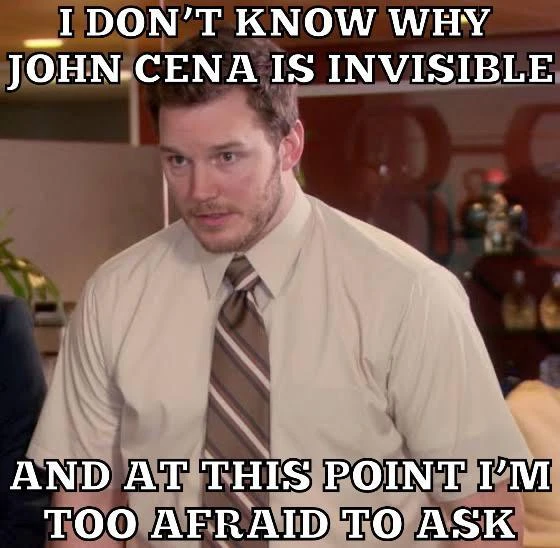 I DON'T KNOW WHY
JOHN CENA IS INVISIBLE
AND AT THIS POINT I'M
TOO AFRAID TO ASK